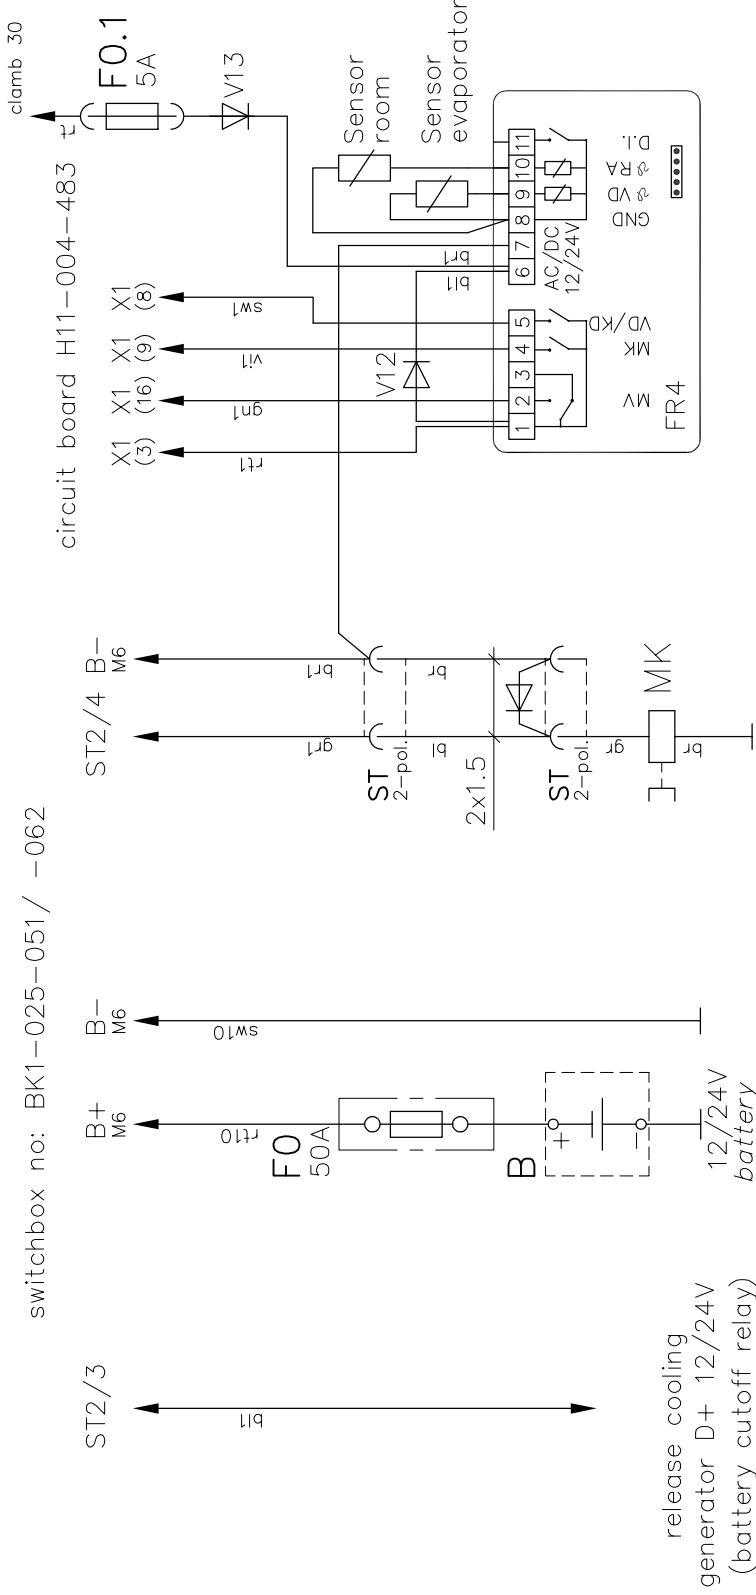 switchbox no: BK1-025-051/ -062
circuit board H11-004-483
clamb 30
ST2/3
bl1
release cooling
generator D+ 12/24V
(battery cutoff relay)
B+
M6
rt10
F0
50A
B
+
−
12/24V
battery
B-
M6
sw10
ST2/4
gr1
ST
2-pol.
bl
2x1.5
ST
2-pol.
gr
br
MK
B-
M6
br1
br
X1
(3)
rt1
X1
(16)
gn1
X1
(9)
vi1
X1
(8)
sw1
V12
bl1
br1
rt
F0.1
5A
V13
Sensor
room
Sensor
evaporator
1
2
3
4
5
6
7
8
9
10
11
MV
MK
VD/KD
AC/DC
12/24V
GND
ϑ VD
ϑ RA
D.I.
FR4